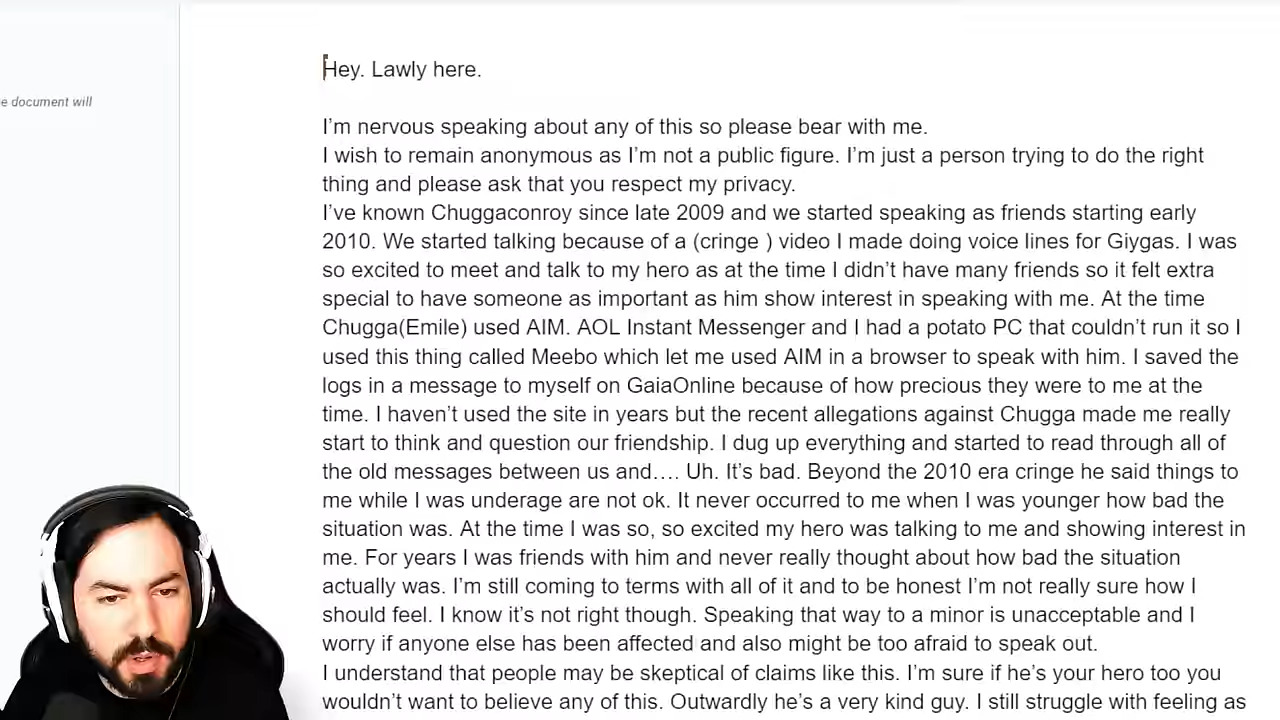 Hey. Lawly here.
e document will
I'm nervous speaking about any of this so please bear with me.
I wish to remain anonymous as I'm not a public figure. I'm just a person trying to do the right
thing and please ask that you respect my privacy.
I've known Chuggaconroy since late 2009 and we started speaking as friends starting early
2010. We started talking because of a (cringe ) video I made doing voice lines for Giygas. I was
so excited to meet and talk to my hero as at the time I didn't have many friends so it felt extra
special to have someone as important as him show interest in speaking with me. At the time
Chugga(Emile) used AIM. AOL Instant Messenger and I had a potato PC that couldn't run it so I
used this thing called Meebo which let me used AIM in a browser to speak with him. I saved the
logs in a message to myself on GaiaOnline because of how precious they were to me at the
time. I haven't used the site in years but the recent allegations against Chugga made me really
start to think and question our friendship. I dug up everything and started to read through all of
the old messages between us and…. Uh. It's bad. Beyond the 2010 era cringe he said things to
me while I was underage are not ok. It never occurred to me when I was younger how bad the
situation was. At the time I was so, so excited my hero was talking to me and showing interest in
me. For years I was friends with him and never really thought about how bad the situation
actually was. I'm still coming to terms with all of it and to be honest I'm not really sure how I
should feel. I know it's not right though. Speaking that way to a minor is unacceptable and I
worry if anyone else has been affected and also might be too afraid to speak out.
I understand that people may be skeptical of claims like this. I'm sure if he's your hero too you
wouldn't want to believe any of this. Outwardly he's a very kind guy. I still struggle with feeling as